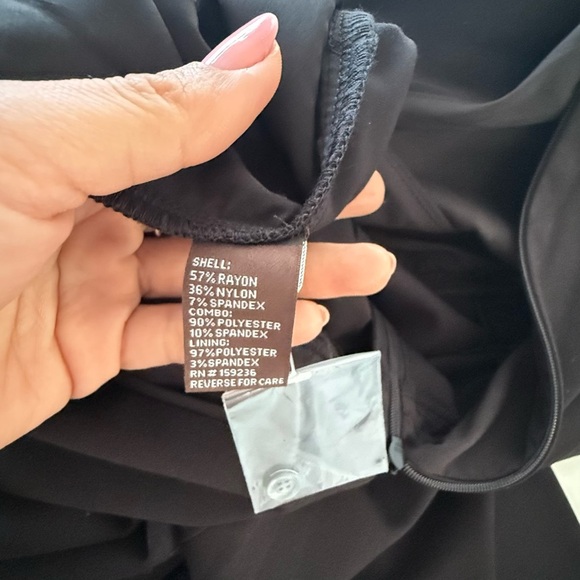 SHELL:
57% RAYON
36% NYLON
7% SPANDEX
COMBO:
90% POLYESTER
10% SPANDEX
LINING:
97% POLYESTER
3% SPANDEX
RN# 159236
REVERSE FOR CARE